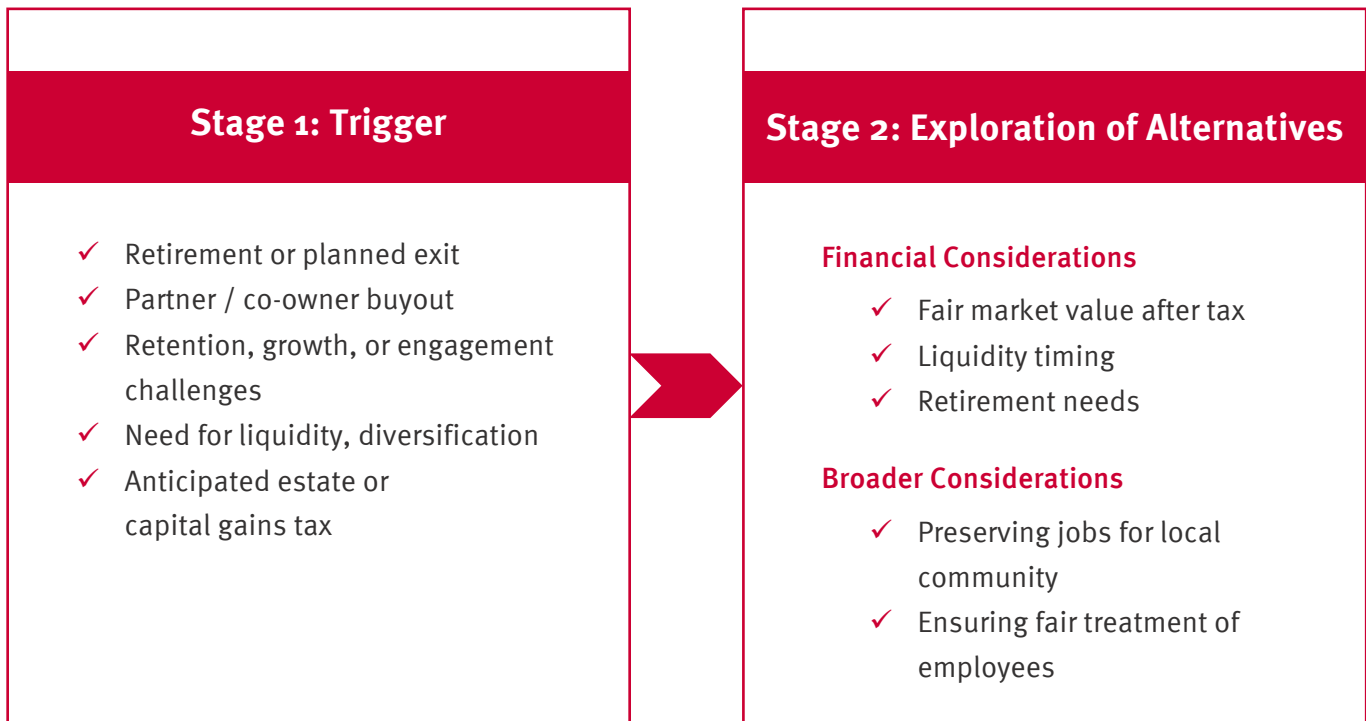 Stage 1: Trigger
✓ Retirement or planned exit
✓ Partner / co-owner buyout
✓ Retention, growth, or engagement
challenges
✓ Need for liquidity, diversification
✓ Anticipated estate or
capital gains tax
Stage 2: Exploration of Alternatives
Financial Considerations
✓ Fair market value after tax
✓ Liquidity timing
✓ Retirement needs
Broader Considerations
✓ Preserving jobs for local
community
✓ Ensuring fair treatment of
employees